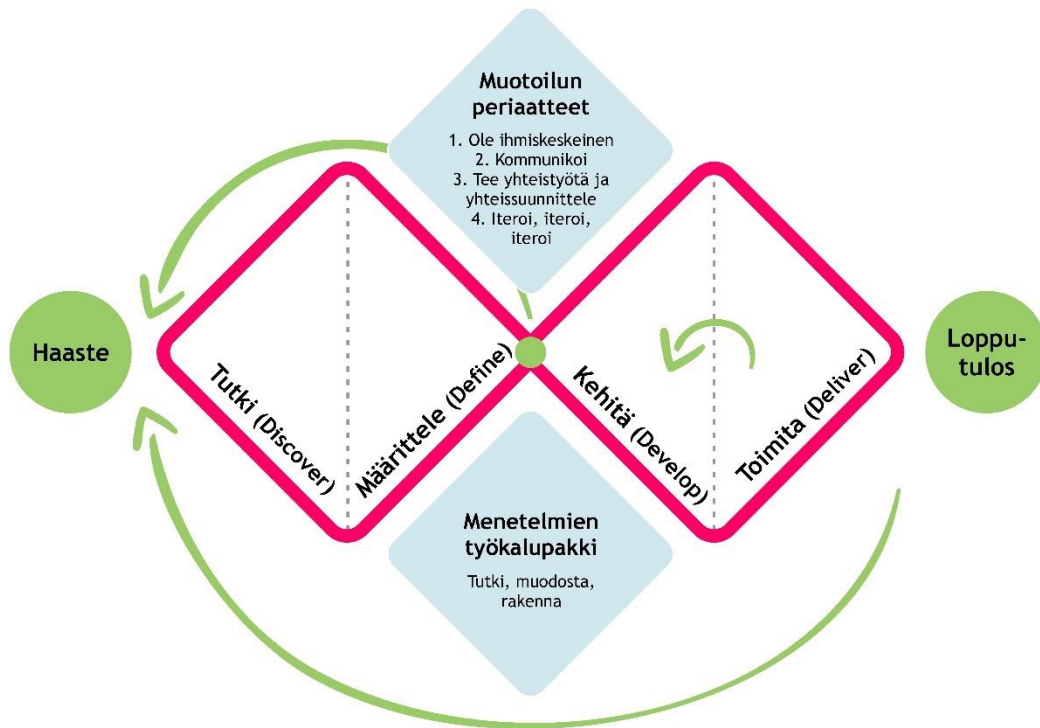 Muotoilun
periaatteet
1. Ole ihmiskeskeinen
2. Kommunikoi
3. Tee yhteistyötä ja
yhteissuunnittele
4. Iteroi, iteroi,
iteroi
Haaste
Tutki (Discover)
Määrittele (Define)
Kehitä (Develop)
Toimita (Deliver)
Loppu-
tulos
Menetelmien
työkalupakki
Tutki, muodosta,
rakenna